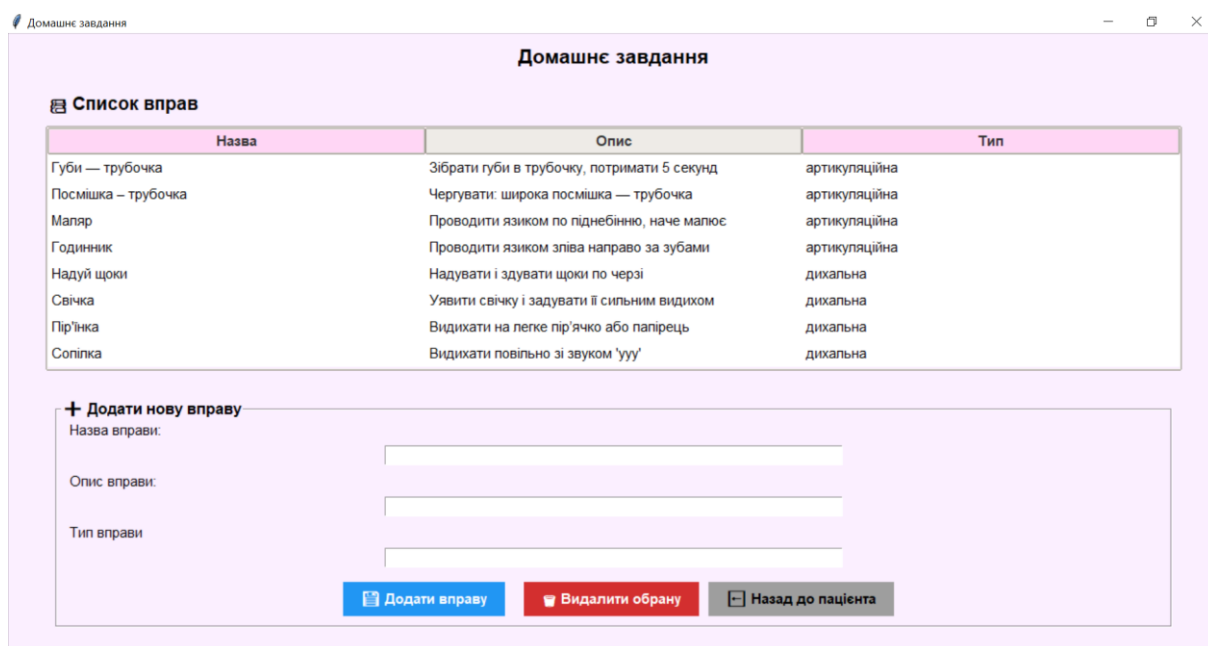 Домашнє завдання
Домашнє завдання
Список вправ
Назва Опис Тип
Губи — трубочка Зібрати губи в трубочку, потримати 5 секунд артикуляційна
Посмішка – трубочка Чергувати: широка посмішка — трубочка артикуляційна
Маляр Проводити язиком по піднебінню, наче малює артикуляційна
Годинник Проводити язиком зліва направо за зубами артикуляційна
Надуй щоки Надувати і здувати щоки по черзі дихальна
Свічка Уявити свічку і задувати її сильним видихом дихальна
Пір'їнка Видихати на легке пір’ячко або папірець дихальна
Сопілка Видихати повільно зі звуком 'ууу' дихальна
Додати нову вправу
Назва вправи:
Опис вправи:
Тип вправи
Додати вправу Видалити обрану Назад до пацієнта